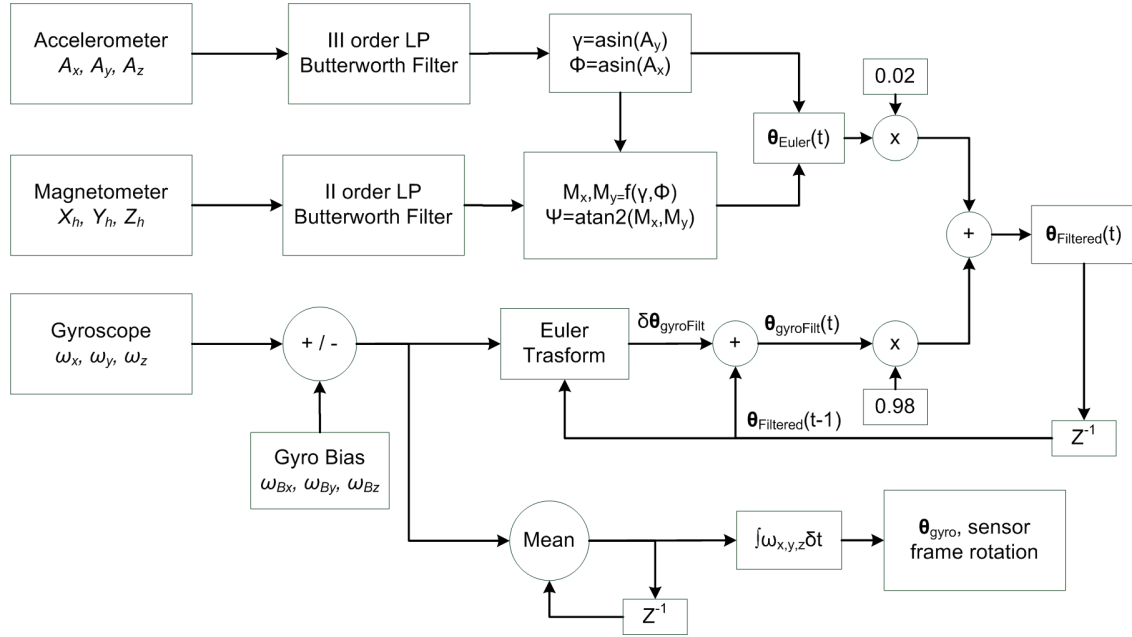 Accelerometer
Ax, Ay, Az
III order LP
Butterworth Filter
γ=asin(Ay)
Φ=asin(Ax)
0.02
θEuler(t)
x
Magnetometer
Xh, Yh, Zh
II order LP
Butterworth Filter
Mx,My=f(γ,Φ)
Ψ=atan2(Mx,My)
+
θFiltered(t)
Gyroscope
ωx, ωy, ωz
+ / -
Euler
Trasform
δθgyroFilt
+
θgyroFilt(t)
x
0.98
θFiltered(t-1)
Z-1
Gyro Bias
ωBx, ωBy, ωBz
Mean
∫ωx,y,zδt
θgyro, sensor
frame rotation
Z-1